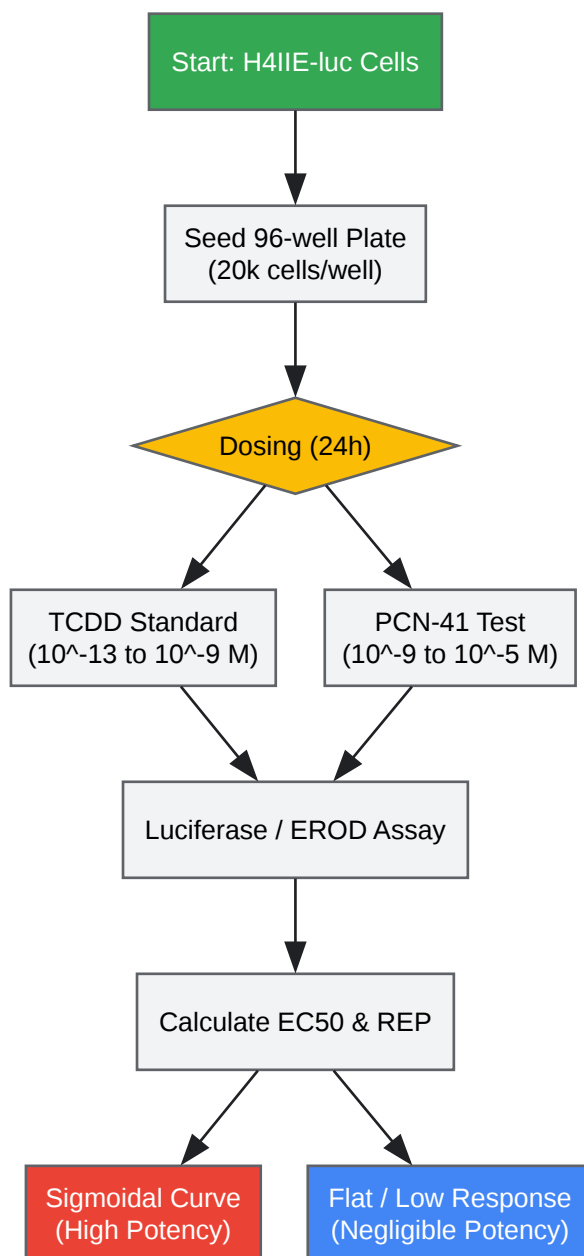 Start: H4IIE-luc Cells
Seed 96-well Plate
(20k cells/well)
Dosing (24h)
TCDD Standard
(10^-13 to 10^-9 M)
PCN-41 Test
(10^-9 to 10^-5 M)
Luciferase / EROD Assay
Calculate EC50 & REP
Sigmoidal Curve
(High Potency)
Flat / Low Response
(Negligible Potency)